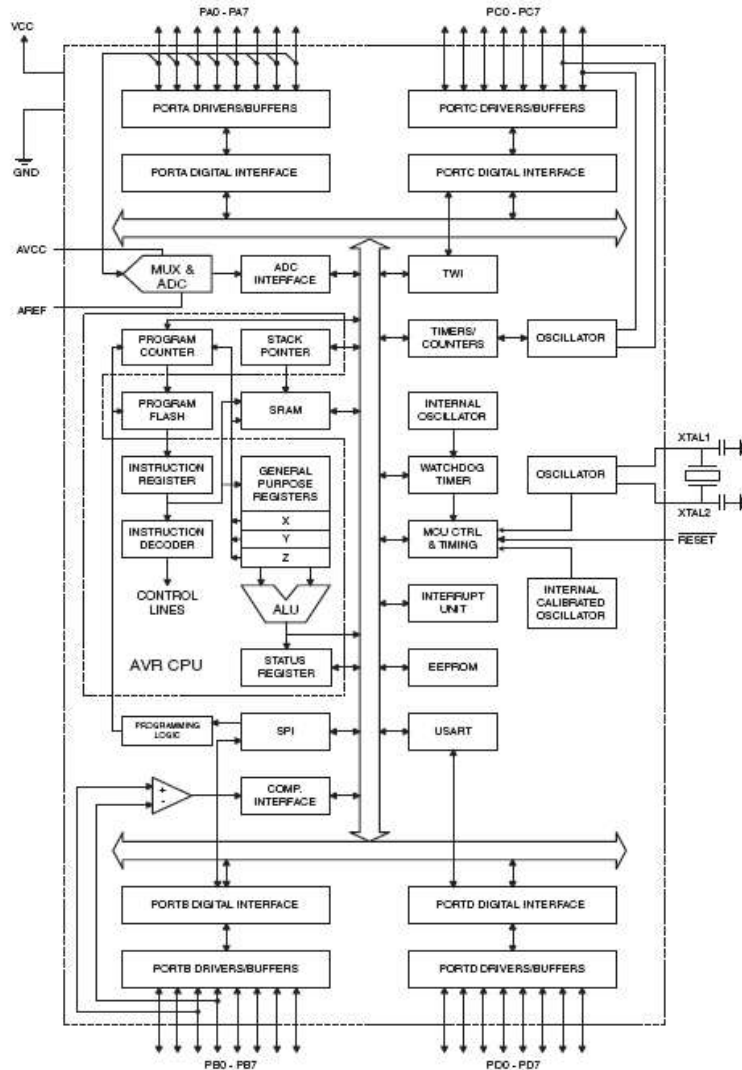 PA0 - PA7
PC0 - PC7
VCC
PORTA DRIVERS/BUFFERS
PORTC DRIVERS/BUFFERS
GND
PORTA DIGITAL INTERFACE
PORTC DIGITAL INTERFACE
AVCC
MUX &
ADC
ADC
INTERFACE
TWI
AREF
PROGRAM
COUNTER
STACK
POINTER
TIMERS/
COUNTERS
OSCILLATOR
PROGRAM
FLASH
SRAM
INTERNAL
OSCILLATOR
XTAL1
INSTRUCTION
REGISTER
GENERAL
PURPOSE
REGISTERS
WATCHDOG
TIMER
OSCILLATOR
XTAL2
X
INSTRUCTION
DECODER
Y
MCU CTRL
& TIMING
RESET
Z
CONTROL
LINES
ALU
INTERRUPT
UNIT
INTERNAL
CALIBRATED
OSCILLATOR
AVR CPU
STATUS
REGISTER
EEPROM
PROGRAMMING
LOGIC
SPI
USART
+
-
COMP.
INTERFACE
PORTB DIGITAL INTERFACE
PORTD DIGITAL INTERFACE
PORTB DRIVERS/BUFFERS
PORTD DRIVERS/BUFFERS
PB0 - PB7
PD0 - PD7